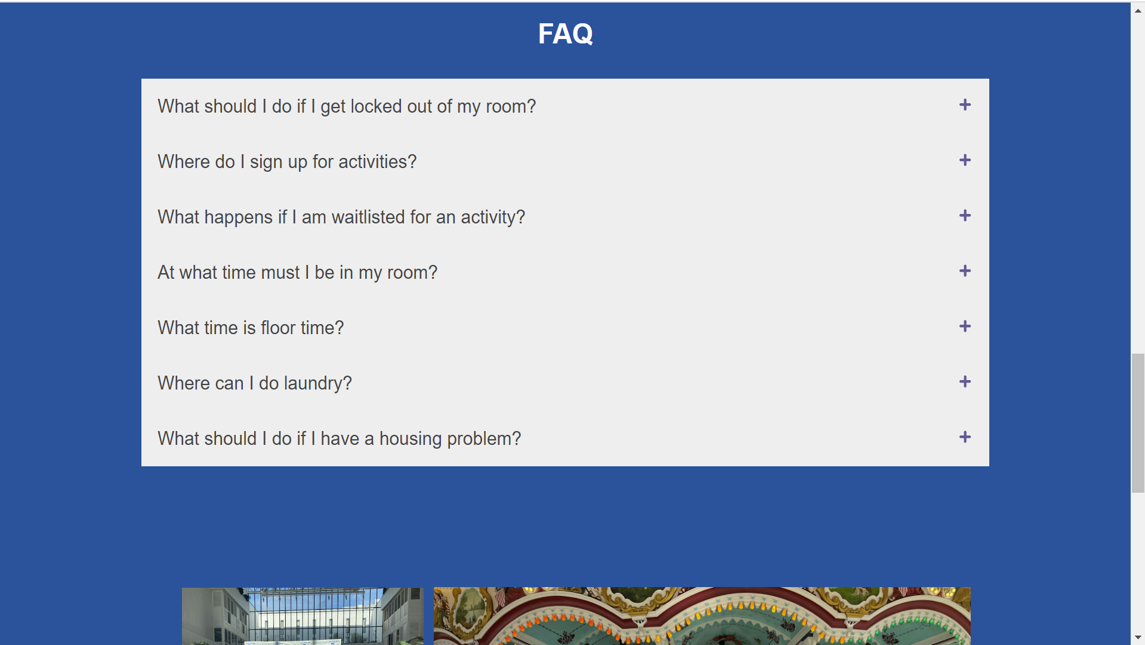 FAQ
What should I do if I get locked out of my room?
Where do I sign up for activities?
What happens if I am waitlisted for an activity?
At what time must I be in my room?
What time is floor time?
Where can I do laundry?
What should I do if I have a housing problem?